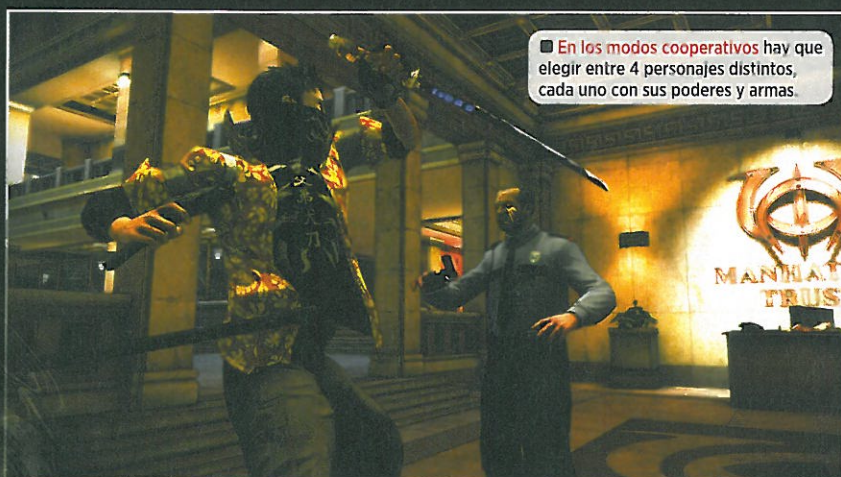 ■ En los modos cooperativos hay que
elegir entre 4 personajes distintos,
cada uno con sus poderes y armas.
MANHAT
TRUS